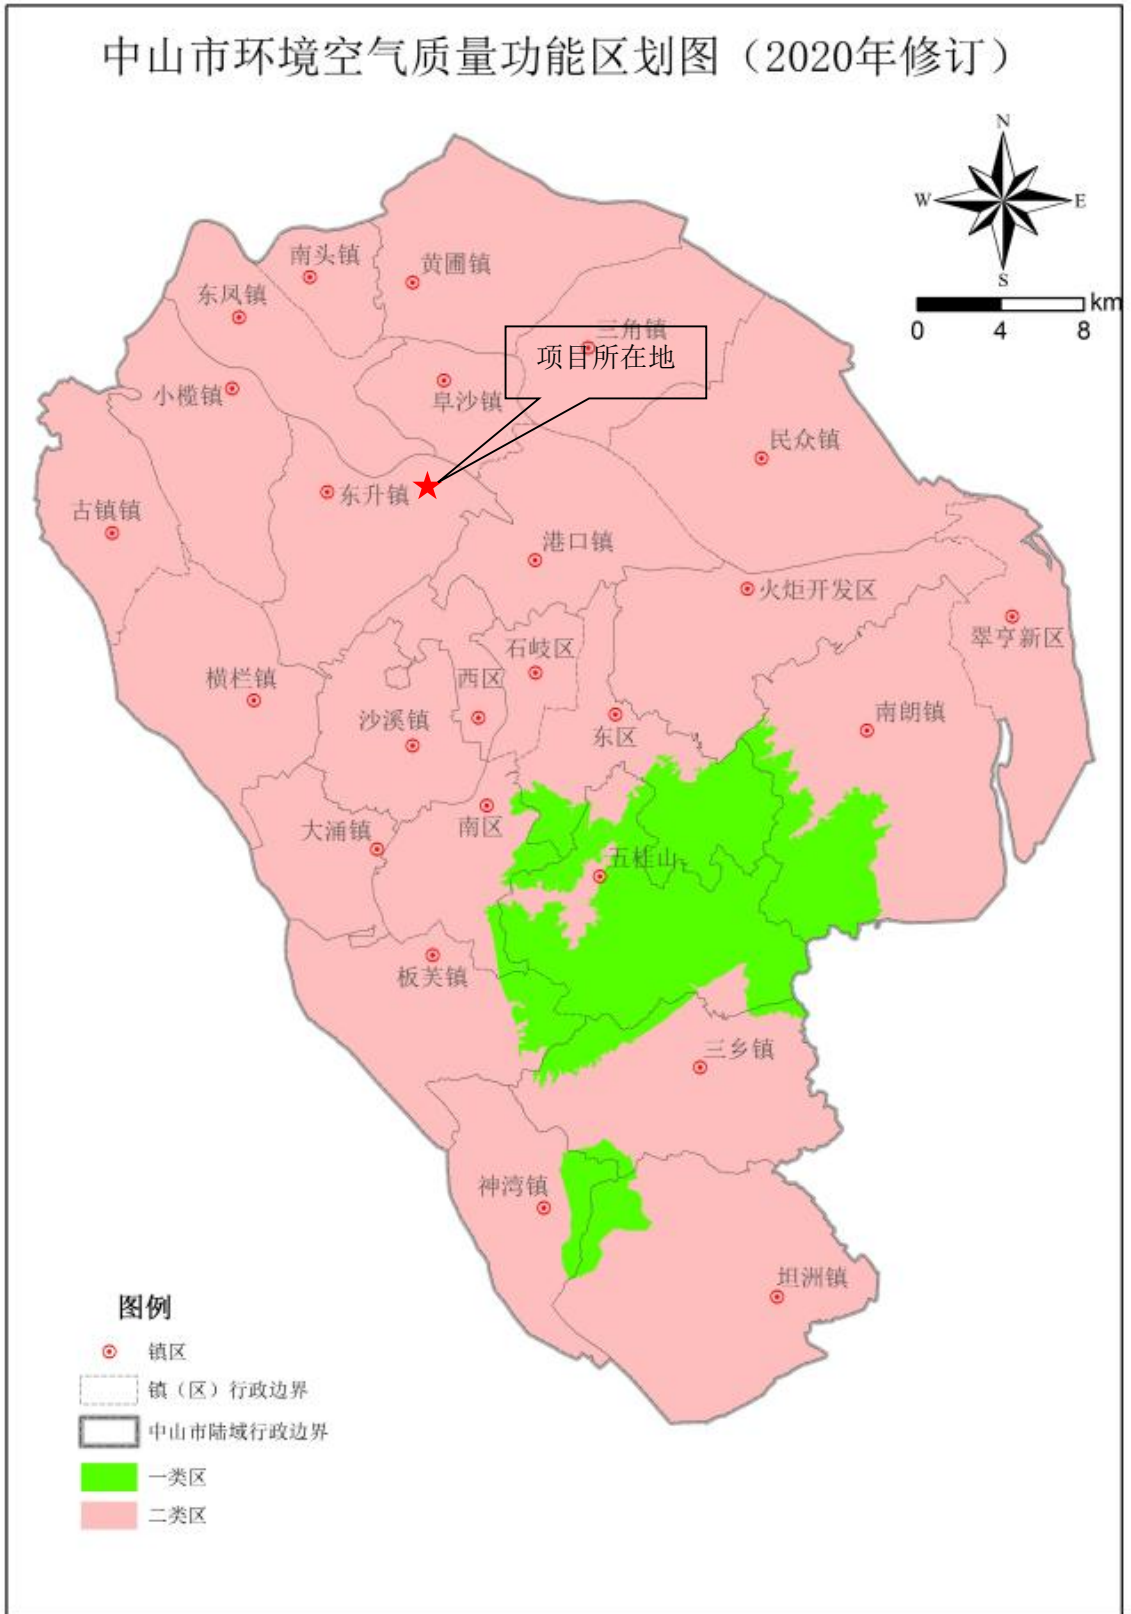 中山市环境空气质量功能区划图（2020年修订）
N
W
E
S
km
0 4 8
南头镇
黄圃镇
东凤镇
三角镇
项目所在地
小榄镇
阜沙镇
民众镇
古镇镇
东升镇
港口镇
火炬开发区
翠亨新区
石岐区
横栏镇
西区
沙溪镇
南朗镇
东区
大涌镇
南区
五桂山
板芙镇
三乡镇
神湾镇
坦洲镇
图例
镇区
镇（区）行政边界
中山市陆域行政边界
一类区
二类区